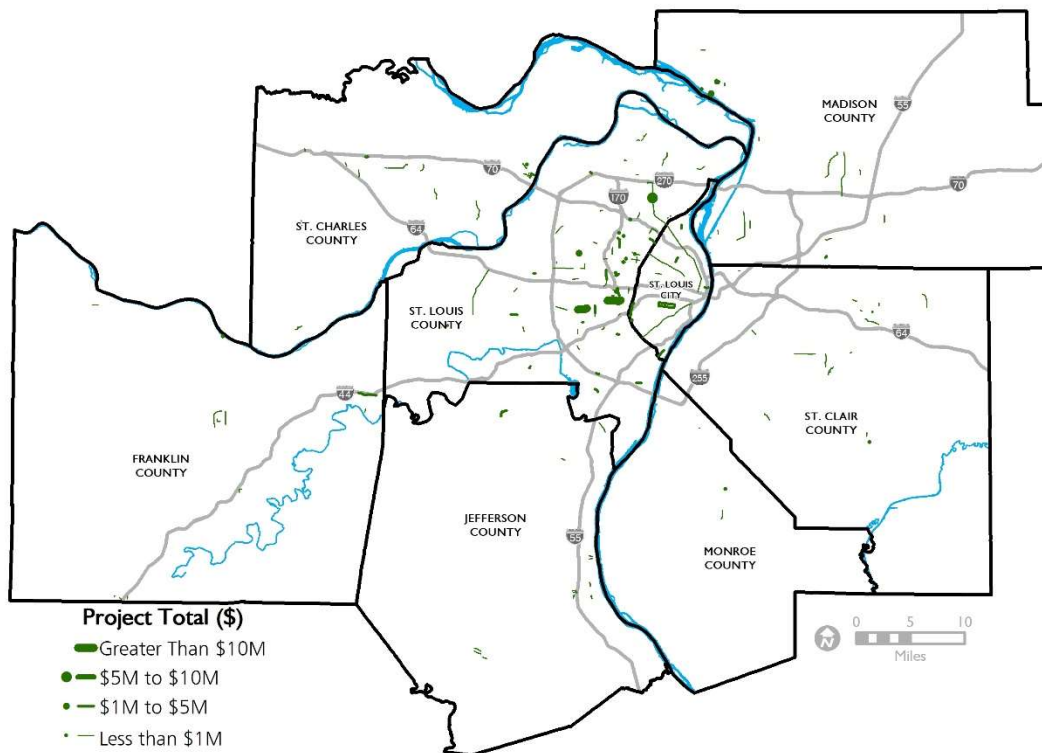 MADISON
COUNTY
55
70
270
70
170
ST. CHARLES
COUNTY
64
ST. LOUIS
CITY
ST. LOUIS
COUNTY
64
255
44
ST. CLAIR
COUNTY
FRANKLIN
COUNTY
JEFFERSON
COUNTY
55
MONROE
COUNTY
Project Total ($)
Greater Than $10M
$5M to $10M
$1M to $5M
Less than $1M
N
0 5 10
Miles